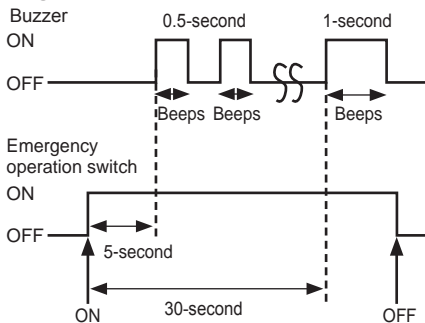 Buzzer
0.5-second
1-second
ON
OFF
Beeps
Beeps
Beeps
Emergency
operation switch
ON
OFF
5-second
30-second
ON
OFF